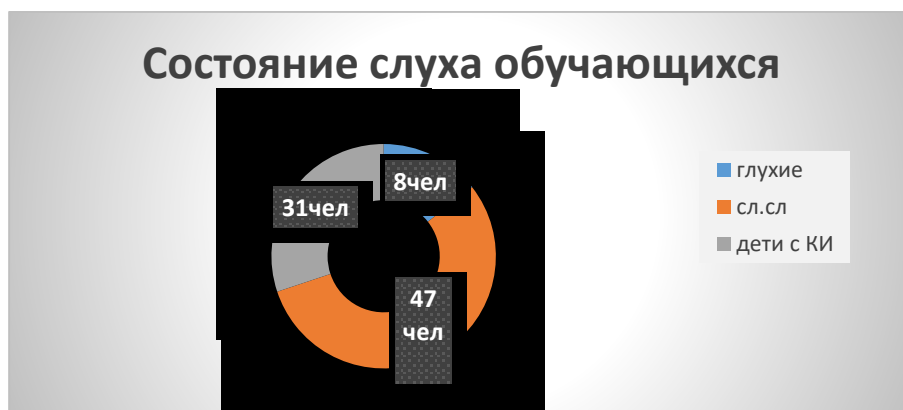 Состояние слуха обучающихся
8чел
31чел
47
чел
глухие
сл.сл
дети с КИ